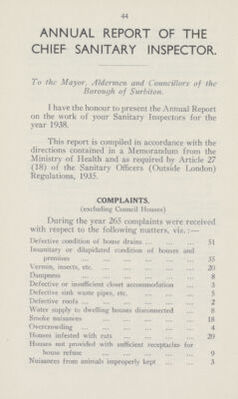 44
ANNUAL REPORT OF THE
CHIEF SANITARY INSPECTOR.
To the Mayor, Aldermen and Councillors of the
Borough of Surbiton.
I have the honour to present the Annual Report
on the work of your Sanitary Inspectors for the
year 1938.
This report is compiled in accordance with the
directions contained in a Memorandum from the
Ministry of Health and as required by Article 27
(18) of the Sanitary Officers (Outside London)
Regulations, 1935.
COMPLAINTS.
(excluding Council Houses)
During the year 265 complaints were received
with respect to the following matters, viz. :—
Defective condition of house drains ... ... ... 51
Insanitary or dilapidated condition of houses and
premises ... ... ... ... ... 35
Vermin, insects, etc. ... ... ... ... ... 20
Dampness ... ... ... ... ... ... 8
Defective or insufficient closet accommodation ... 3
Defective sink waste pipes, etc. ... ... ... 5
Defective roofs ... ... ... ... ... ... 2
Water supply to dwelling houses disconnected ... 8
Smoke nuisances ... ... ... ... ... 18
Overcrowding ... ... ... ... ... ... 4
Houses infested with rats ... ... ... ... 29
Houses not provided with sufficient receptacles for
house refuse ... ... ... ... ... 9
Nuisances from animals improperly kept ... ... 3